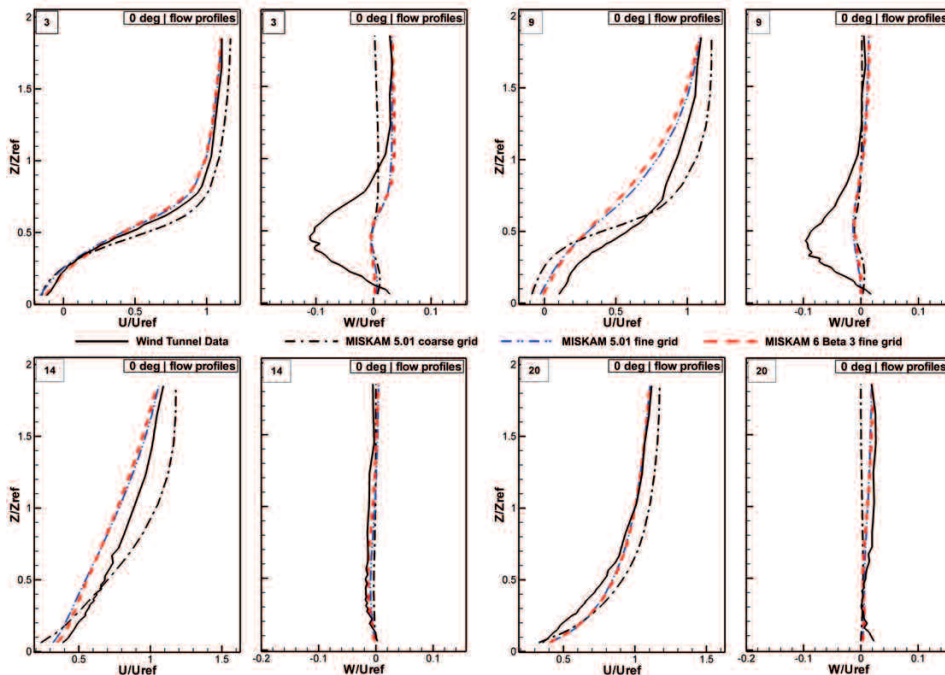 3
0 deg | flow profiles
3
0 deg | flow profiles
9
0 deg | flow profiles
9
0 deg | flow profiles
Z/Zref
2
1.5
1
0.5
0
Z/Zref
2
1.5
1
0.5
0
0 0.5 1
-0.1 0 0.1
0 0.5 1
-0.1 0 0.1
U/Uref
W/Uref
U/Uref
W/Uref
Wind Tunnel Data
MISKAM 5.01 coarse grid
MISKAM 5.01 fine grid
MISKAM 6 Beta 3 fine grid
14
0 deg | flow profiles
14
0 deg | flow profiles
20
0 deg | flow profiles
20
0 deg | flow profiles
Z/Zref
2
1.5
1
0.5
0
Z/Zref
2
1.5
1
0.5
0
0.5 1 1.5
-0.2 -0.1 0 0.1
0.5 1 1.5
-0.2 -0.1 0 0.1
U/Uref
W/Uref
U/Uref
W/Uref